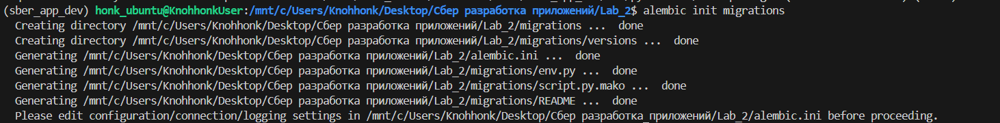 (sber_app_dev) honk_ubuntu@KnohhonkUser:/mnt/c/Users/Knohhonk/Desktop/Сбер разработка приложений/Lab_2$ alembic init migrations
Creating directory /mnt/c/Users/Knohhonk/Desktop/Сбер разработка приложений/Lab_2/migrations ...  done
Creating directory /mnt/c/Users/Knohhonk/Desktop/Сбер разработка приложений/Lab_2/migrations/versions ...  done
Generating /mnt/c/Users/Knohhonk/Desktop/Сбер разработка приложений/Lab_2/alembic.ini ...  done
Generating /mnt/c/Users/Knohhonk/Desktop/Сбер разработка приложений/Lab_2/migrations/env.py ...  done
Generating /mnt/c/Users/Knohhonk/Desktop/Сбер разработка приложений/Lab_2/migrations/script.py.mako ...  done
Generating /mnt/c/Users/Knohhonk/Desktop/Сбер разработка приложений/Lab_2/migrations/README ...  done
Please edit configuration/connection/logging settings in /mnt/c/Users/Knohhonk/Desktop/Сбер разработка приложений/Lab_2/alembic.ini before proceeding.